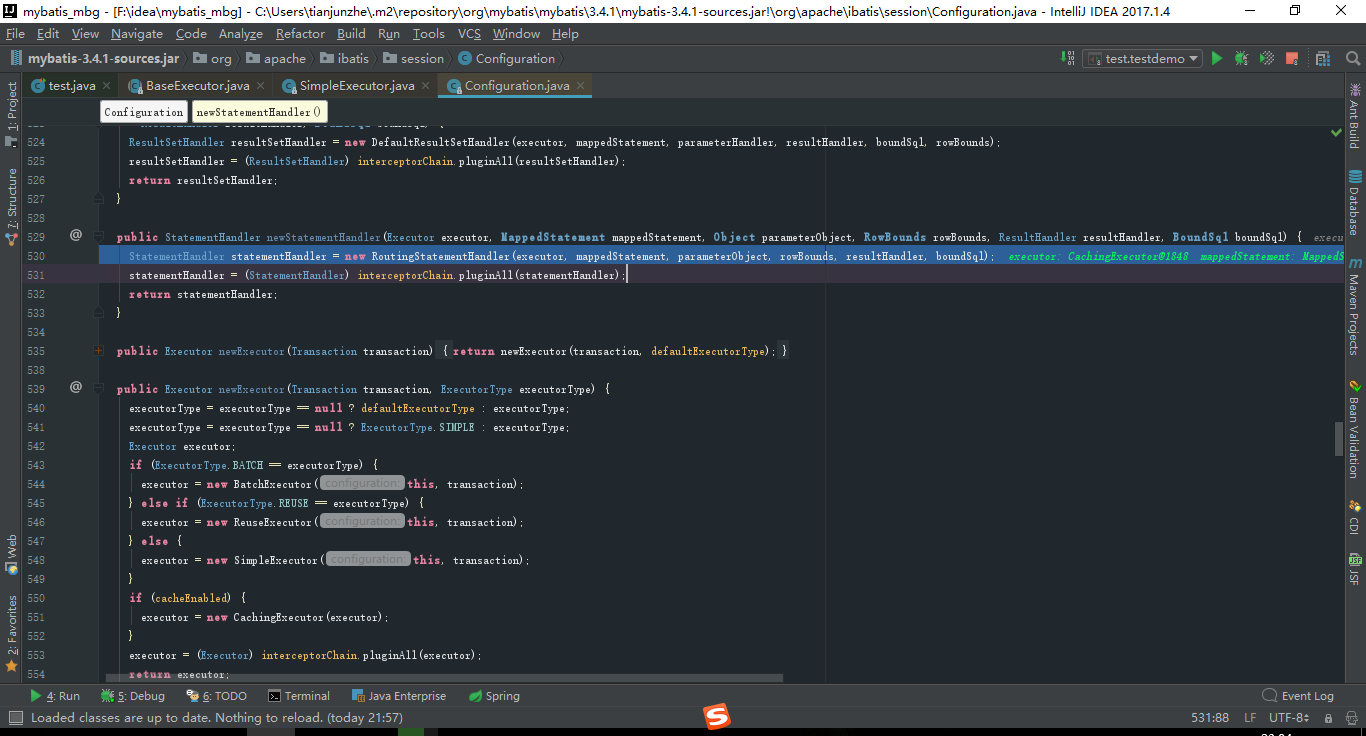 mybatis_mbg - [F:\idea\mybatis_mbg] - C:\Users\tianjunzhe\.m2\repository\org\mybatis\mybatis\3.4.1\mybatis-3.4.1-sources.jar!\org\apache\ibatis\session\Configuration.java - IntelliJ IDEA 2017.1.4
File Edit View Navigate Code Analyze Refactor Build Run Tools VCS Window Help
mybatis-3.4.1-sources.jar org apache ibatis session Configuration test.testdemo
test.java BaseExecutor.java SimpleExecutor.java Configuration.java
Configuration newStatementHandler()
524 ResultSetHandler resultSetHandler = new DefaultResultSetHandler(executor, mappedStatement, parameterHandler, resultHandler, boundSql, rowBounds);
525 resultSetHandler = (ResultSetHandler) interceptorChain.pluginAll(resultSetHandler);
526 return resultSetHandler;
527 }
528
529 @ public StatementHandler newStatementHandler(Executor executor, MappedStatement mappedStatement, Object parameterObject, RowBounds rowBounds, ResultHandler resultHandler, BoundSql boundSql) { execu
530 StatementHandler statementHandler = new RoutingStatementHandler(executor, mappedStatement, parameterObject, rowBounds, resultHandler, boundSql); executor: CachingExecutor@1848 mappedStatement: MappedS
531 statementHandler = (StatementHandler) interceptorChain.pluginAll(statementHandler);
532 return statementHandler;
533 }
534
535 public Executor newExecutor(Transaction transaction) { return newExecutor(transaction, defaultExecutorType); }
538
539 @ public Executor newExecutor(Transaction transaction, ExecutorType executorType) {
540 executorType = executorType == null ? defaultExecutorType : executorType;
541 executorType = executorType == null ? ExecutorType.SIMPLE : executorType;
542 Executor executor;
543 if (ExecutorType.BATCH == executorType) {
544 executor = new BatchExecutor( configuration: this, transaction);
545 } else if (ExecutorType.REUSE == executorType) {
546 executor = new ReuseExecutor( configuration: this, transaction);
547 } else {
548 executor = new SimpleExecutor( configuration: this, transaction);
549 }
550 if (cacheEnabled) {
551 executor = new CachingExecutor(executor);
552 }
553 executor = (Executor) interceptorChain.pluginAll(executor);
554 return executor;
1: Project
7: Structure
Web
2: Favorites
Ant Build
Database
Maven Projects
Bean Validation
CDI
JSF
4: Run 5: Debug 6: TODO Terminal Java Enterprise Spring Event Log
Loaded classes are up to date. Nothing to reload. (today 21:57) 531:88 LF UTF-8